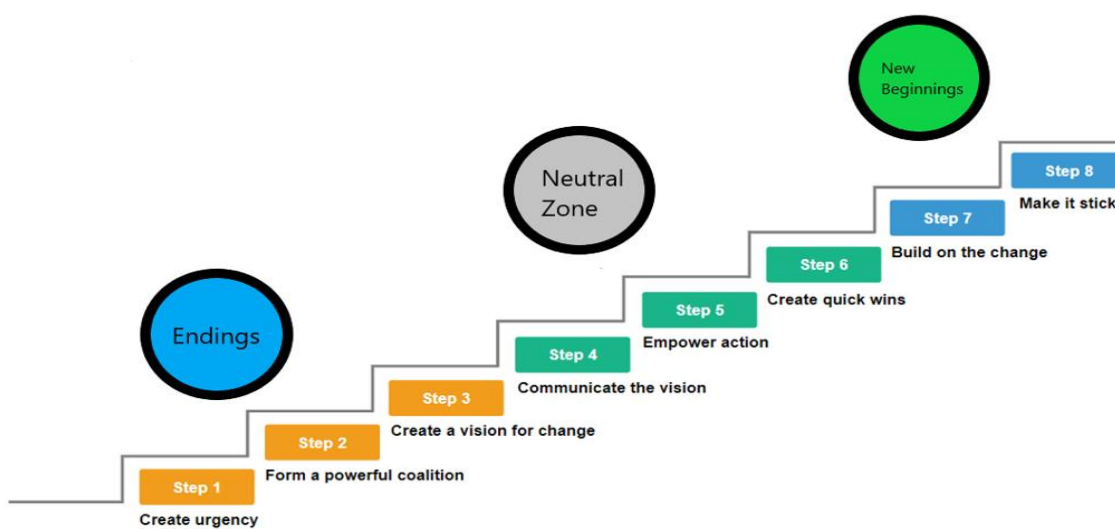 New
Beginnings
Neutral
Zone
Endings
Step 8
Make it stick
Step 7
Build on the change
Step 6
Create quick wins
Step 5
Empower action
Step 4
Communicate the vision
Step 3
Create a vision for change
Step 2
Form a powerful coalition
Step 1
Create urgency